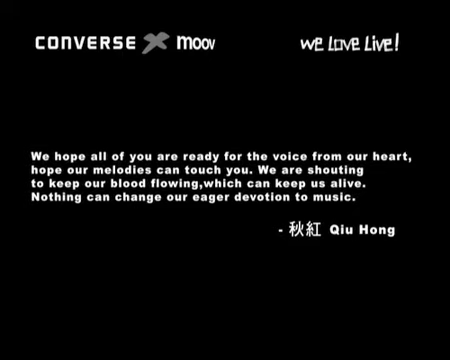 CONVERSE X moov
we Love Live!
We hope all of you are ready for the voice from our heart,
hope our melodies can touch you. We are shouting
to keep our blood flowing,which can keep us alive.
Nothing can change our eager devotion to music.
- 秋紅 Qiu Hong